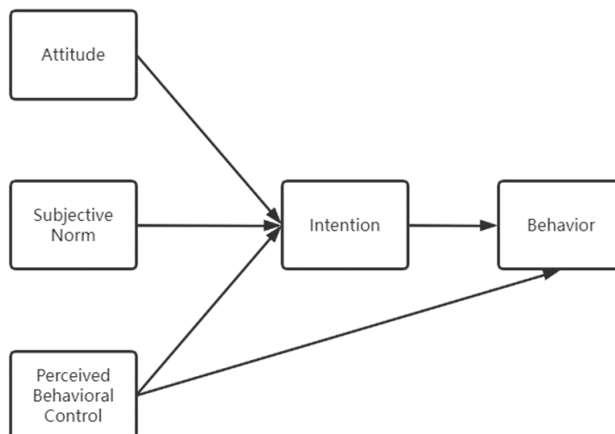 Attitude
Subjective
Norm
Intention
Behavior
Perceived
Behavioral
Control